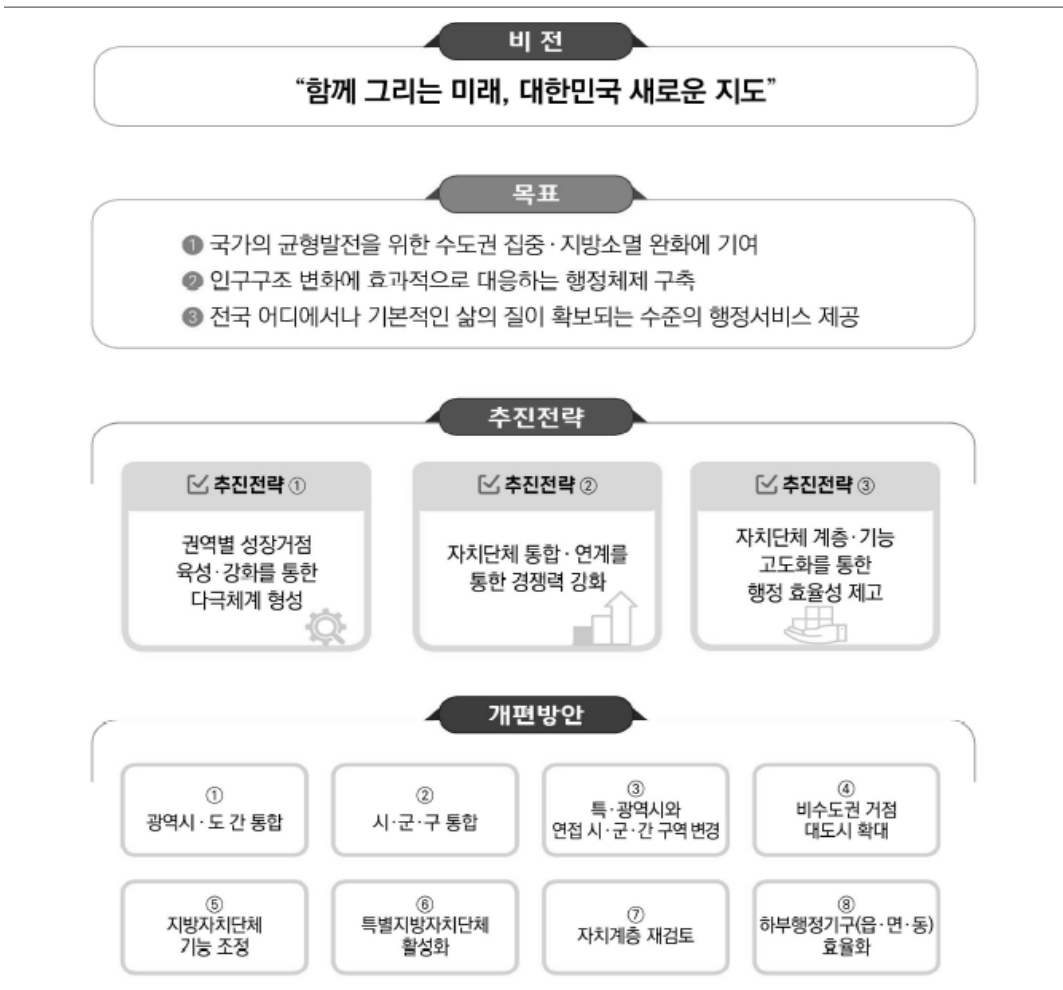 비 전
“함께 그리는 미래, 대한민국 새로운 지도”
목표
❶ 국가의 균형발전을 위한 수도권 집중·지방소멸 완화에 기여
❷ 인구구조 변화에 효과적으로 대응하는 행정체제 구축
❸ 전국 어디에서나 기본적인 삶의 질이 확보되는 수준의 행정서비스 제공
추진전략
추진전략 ①
권역별 성장거점
육성·강화를 통한
다극체계 형성
추진전략 ②
자치단체 통합·연계를
통한 경쟁력 강화
추진전략 ③
자치단체 계층·기능
고도화를 통한
행정 효율성 제고
개편방안
①
광역시·도 간 통합
②
시·군·구 통합
③
특·광역시와
연접 시·군·간 구역변경
④
비수도권 거점
대도시 확대
⑤
지방자치단체
기능 조정
⑥
특별지방자치단체
활성화
⑦
자치계층 재검토
⑧
하부행정기구(읍·면·동)
효율화